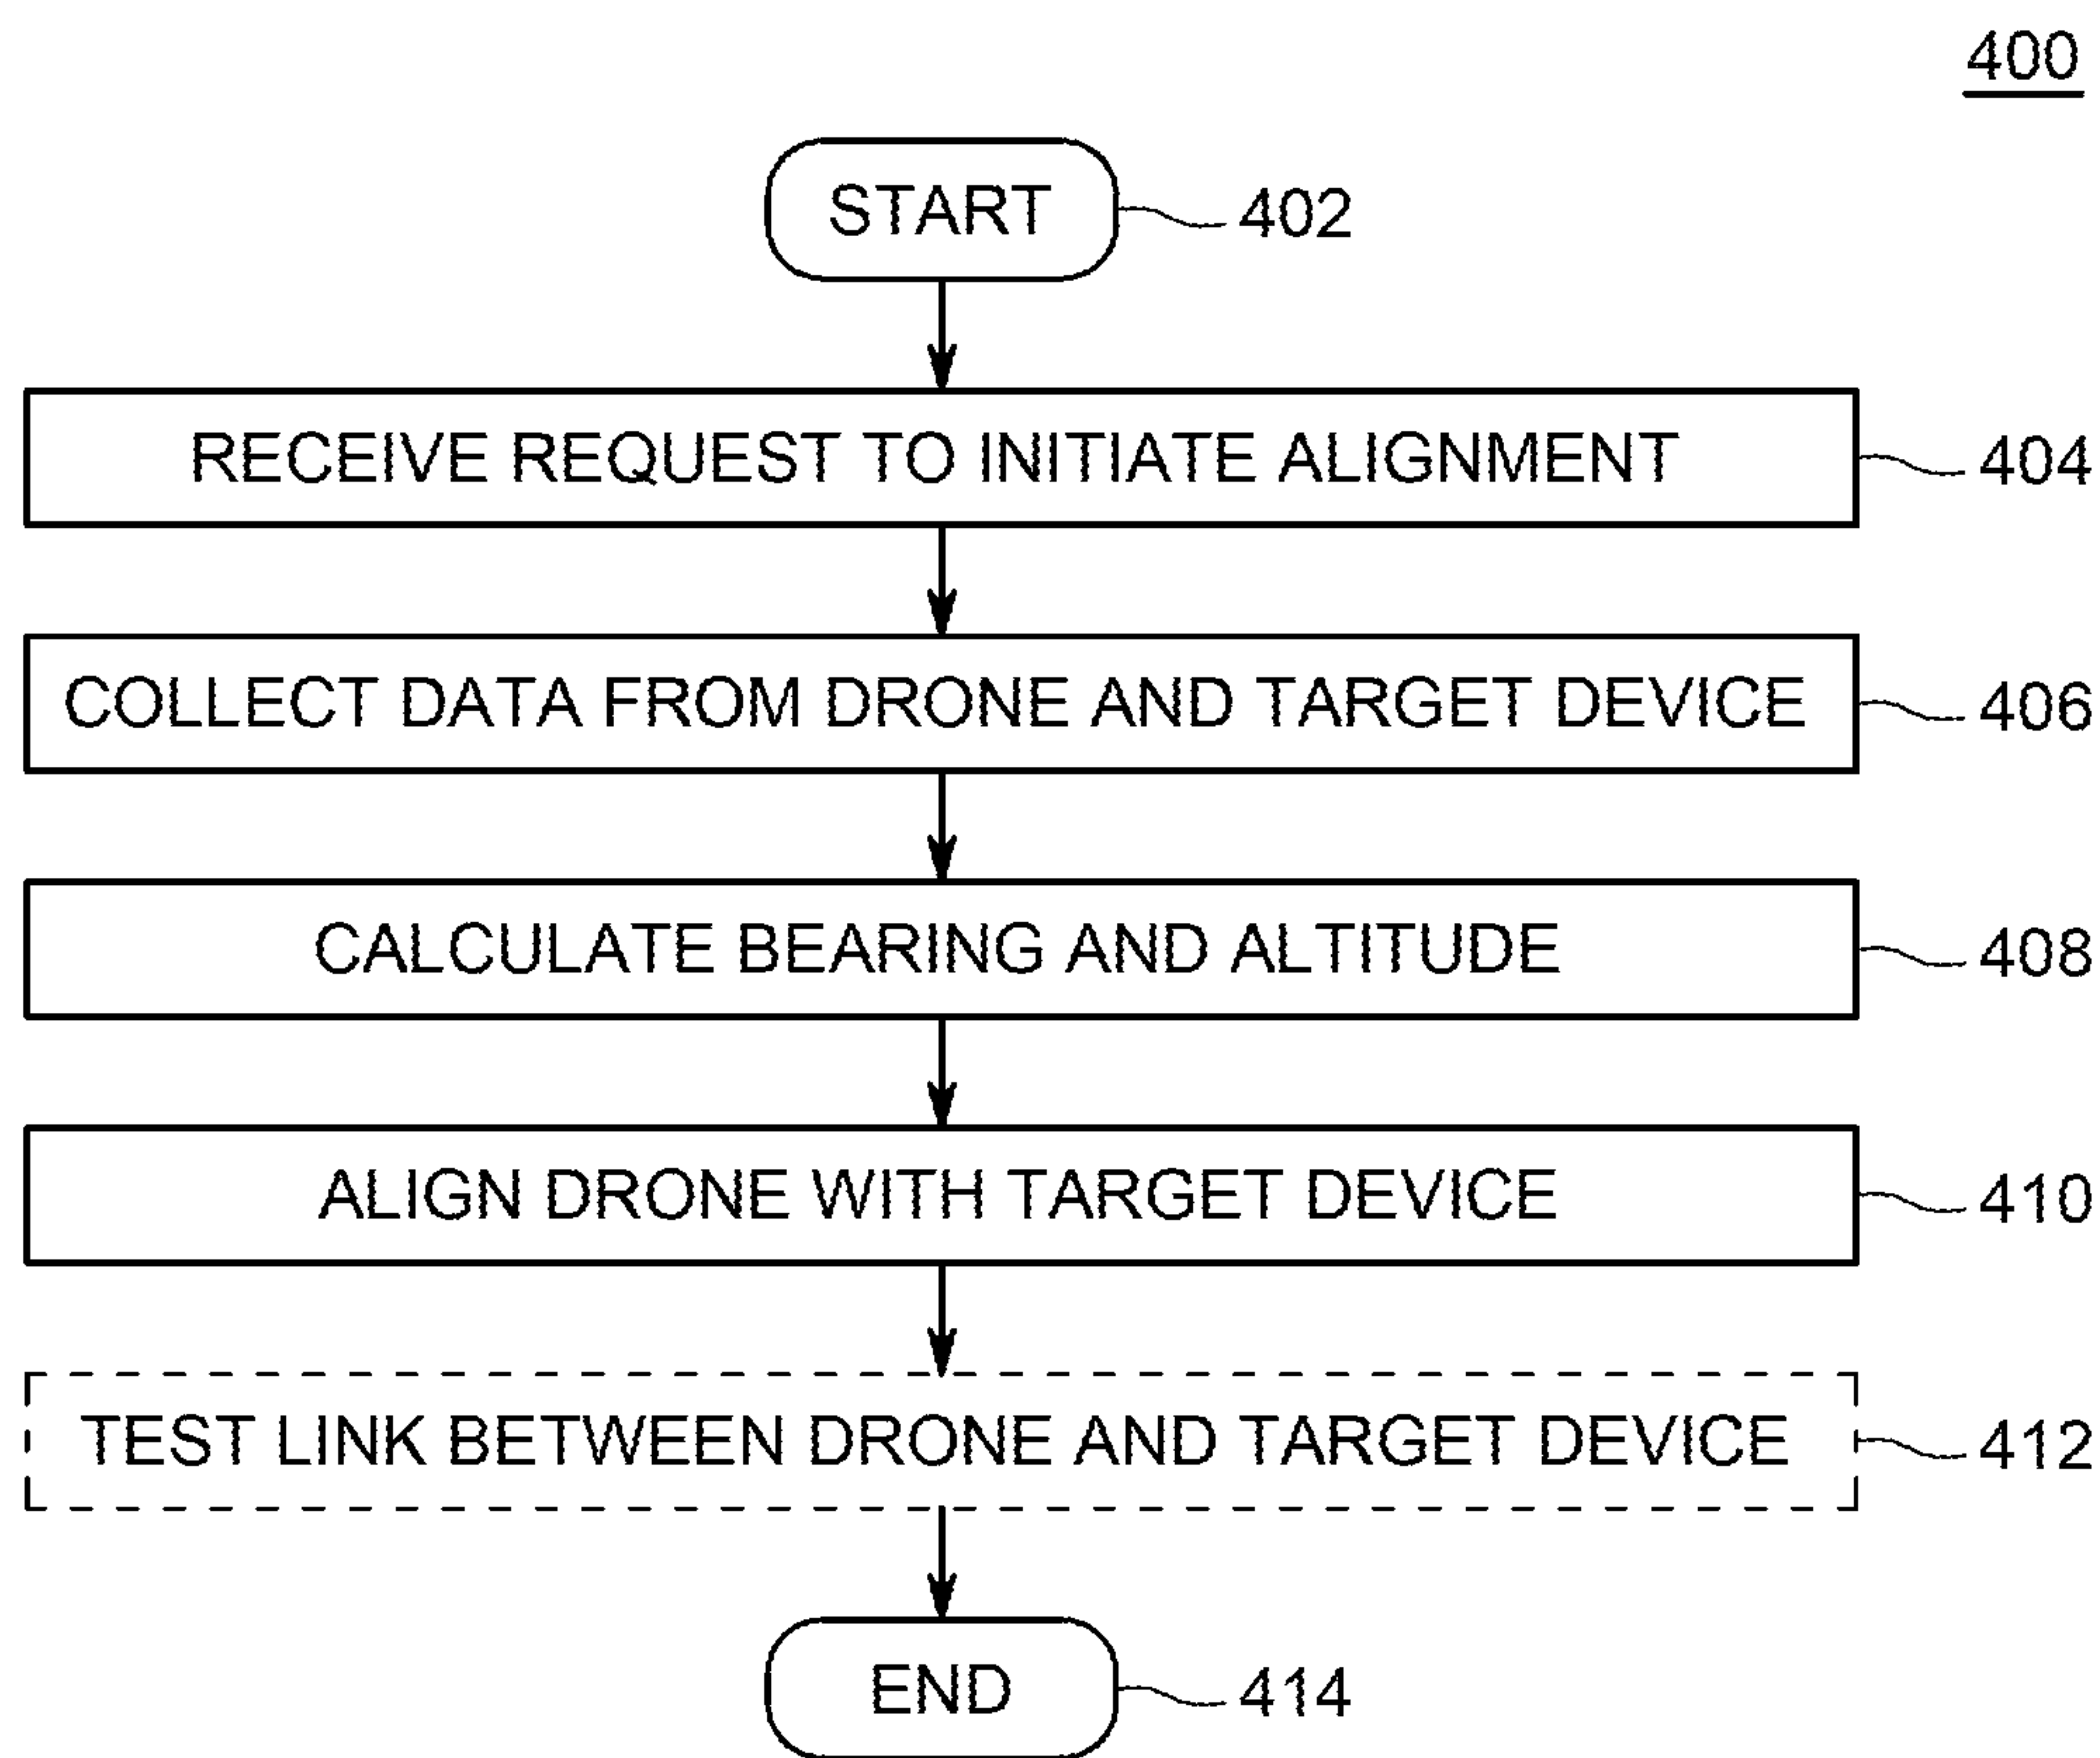 400
START 402
RECEIVE REQUEST TO INITIATE ALIGNMENT 404
COLLECT DATA FROM DRONE AND TARGET DEVICE 406
CALCULATE BEARING AND ALTITUDE 408
ALIGN DRONE WITH TARGET DEVICE 410
TEST LINK BETWEEN DRONE AND TARGET DEVICE 412
END 414